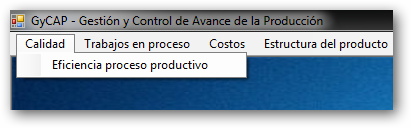 GyCAP - Gestión y Control de Avance de la Producción
Calidad Trabajos en proceso Costos Estructura del producto
Eficiencia proceso productivo